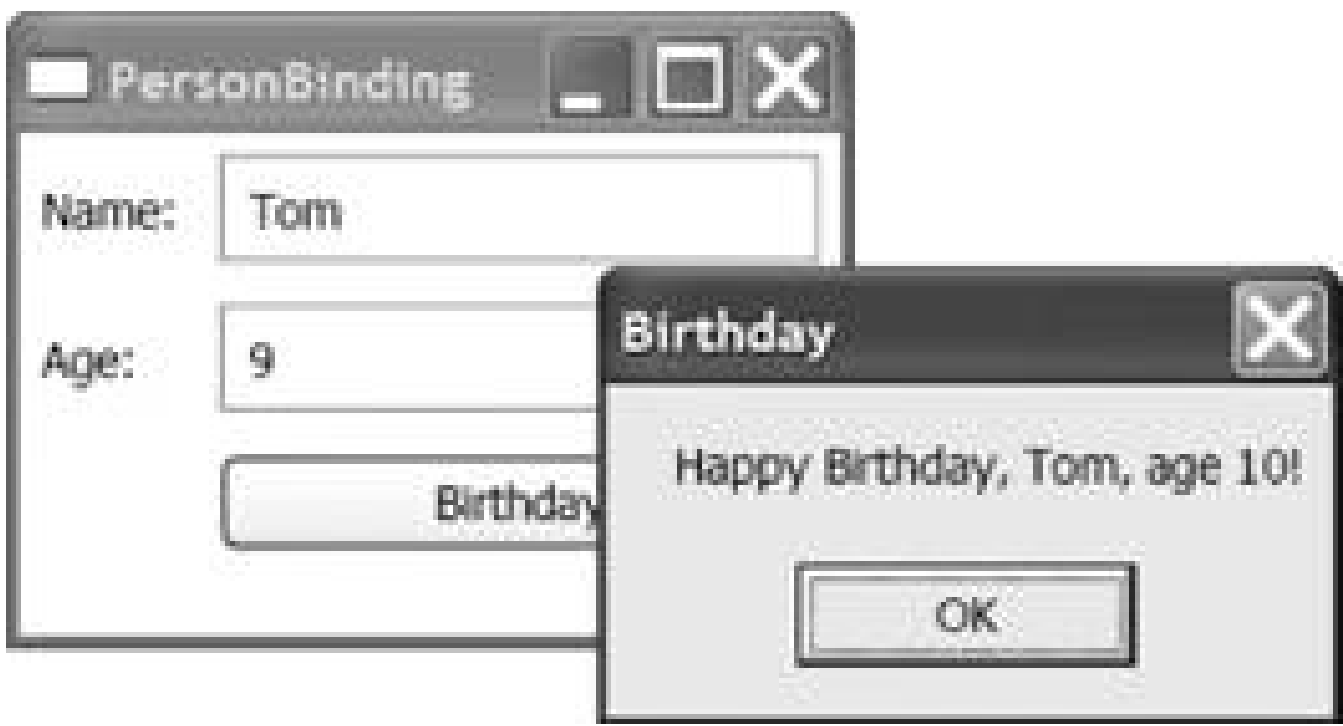 PersonBinding
Name: Tom
Age: 9
Birthday
Birthday
Happy Birthday, Tom, age 10!
OK